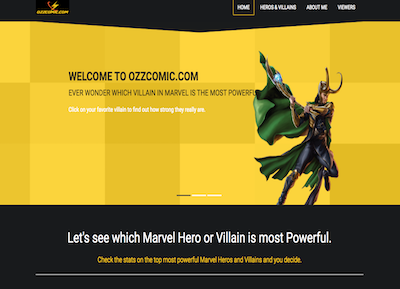 OZZCOMIC.COM
HOME HEROS & VILLAINS ABOUT ME VIEWERS
WELCOME TO OZZCOMIC.COM
EVER WONDER WHICH VILLAIN IN MARVEL IS THE MOST POWERFUL
Click on your favorite villain to find out how strong they really are.
Let's see which Marvel Hero or Villain is most Powerful.
Check the stats on the top most powerful Marvel Heros and Villains and you decide.